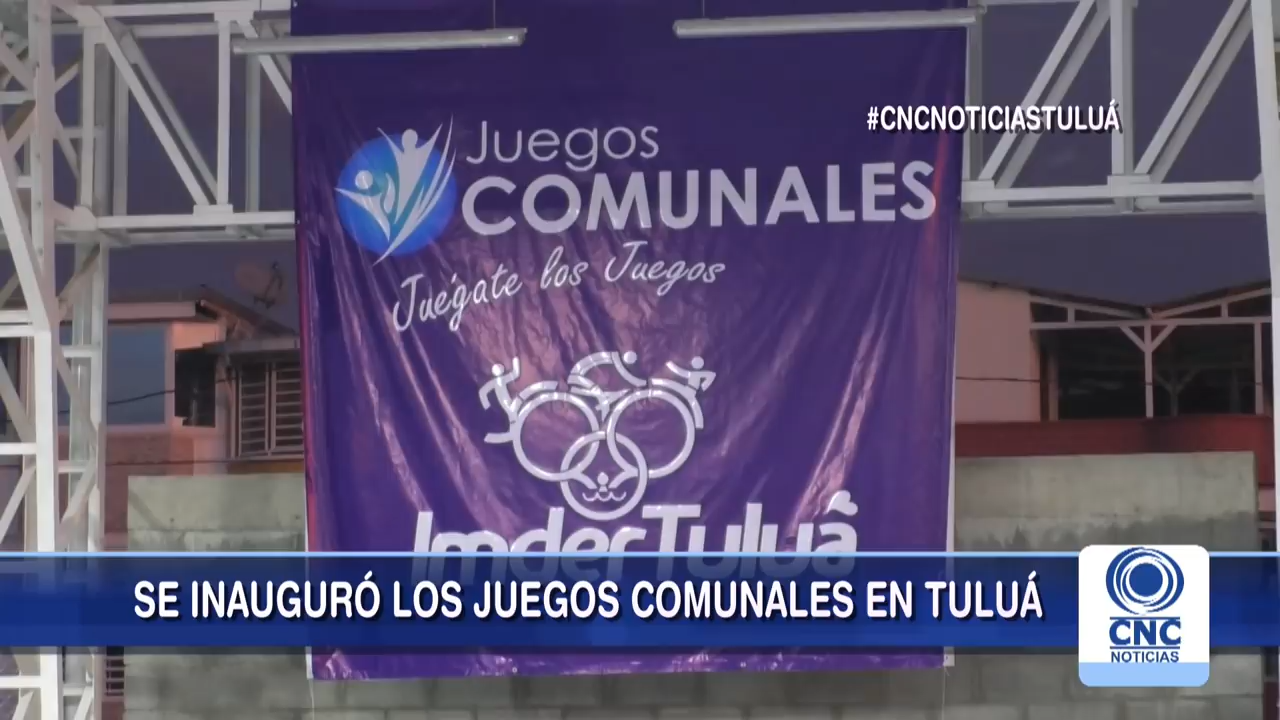 #CNCNOTICIASTULUÁ
Juegos
COMUNALES
Juégate los Juegos
ImderTuluá
SE INAUGURÓ LOS JUEGOS COMUNALES EN TULUÁ
CNC
NOTICIAS